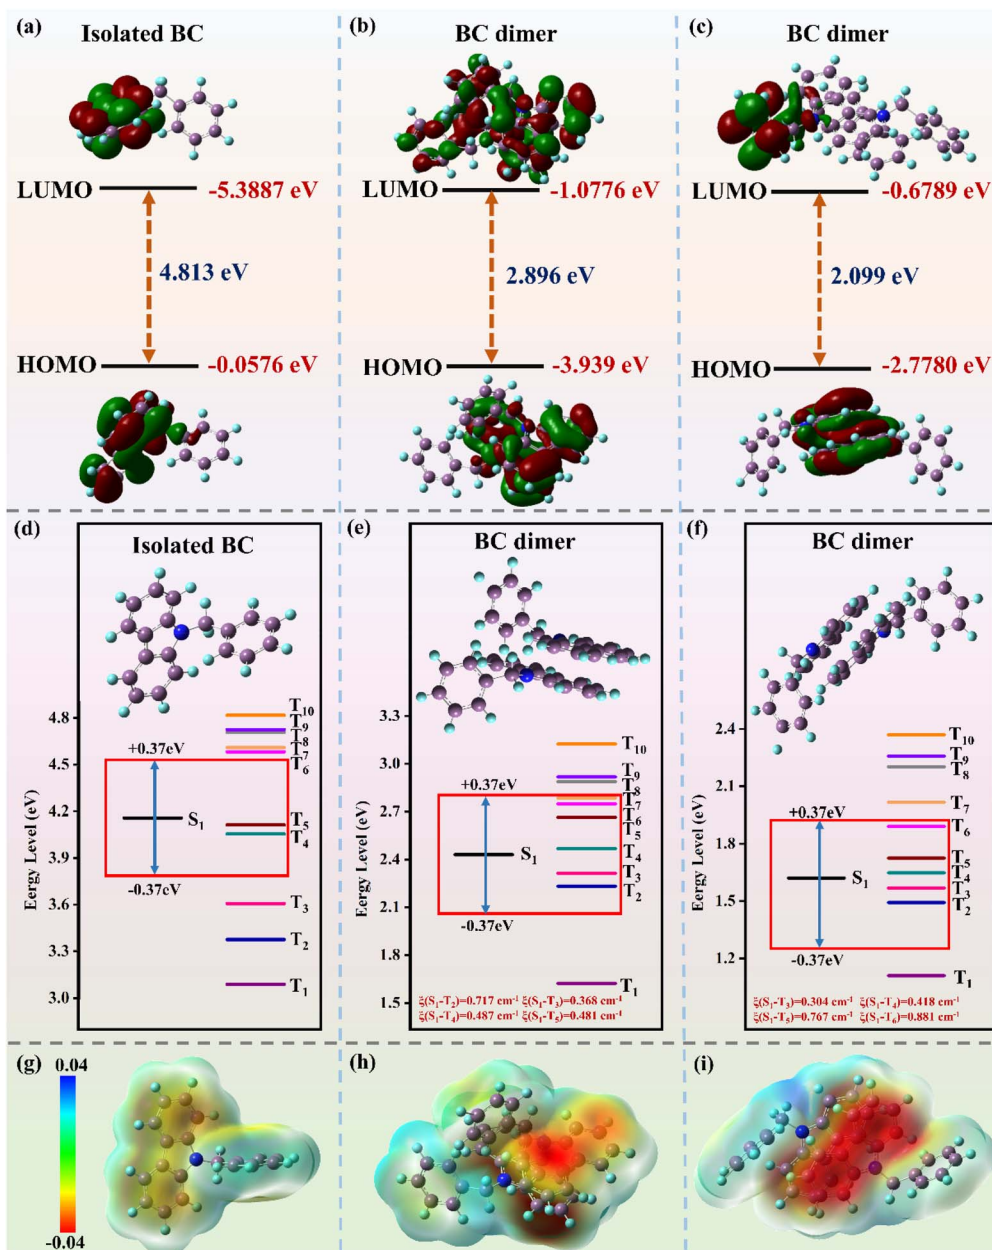 (a)
Isolated BC
LUMO
-5.3887 eV
4.813 eV
HOMO
-0.0576 eV
(b)
BC dimer
LUMO
-1.0776 eV
2.896 eV
HOMO
-3.939 eV
(c)
BC dimer
LUMO
-0.6789 eV
2.099 eV
HOMO
-2.7780 eV
(d)
Isolated BC
Eergy Level (eV)
4.8
4.5
4.2
3.9
3.6
3.3
3.0
+0.37eV
S₁
-0.37eV
T₁₀
T₉
T₈
T₇
T₆
T₅
T₄
T₃
T₂
T₁
(e)
BC dimer
Eergy Level (eV)
3.3
3.0
2.7
2.4
2.1
1.8
1.5
+0.37eV
S₁
-0.37eV
T₁₀
T₉
T₈
T₇
T₆
T₅
T₄
T₃
T₂
T₁
ξ(S₁-T₂)=0.717 cm⁻¹ ξ(S₁-T₃)=0.368 cm⁻¹
ξ(S₁-T₄)=0.487 cm⁻¹ ξ(S₁-T₅)=0.481 cm⁻¹
(f)
BC dimer
Eergy Level (eV)
2.4
2.1
1.8
1.5
1.2
+0.37eV
S₁
-0.37eV
T₁₀
T₉
T₈
T₇
T₆
T₅
T₄
T₃
T₂
T₁
ξ(S₁-T₃)=0.304 cm⁻¹ ξ(S₁-T₄)=0.418 cm⁻¹
ξ(S₁-T₅)=0.767 cm⁻¹ ξ(S₁-T₆)=0.881 cm⁻¹
(g)
0.04
-0.04
(h)
(i)